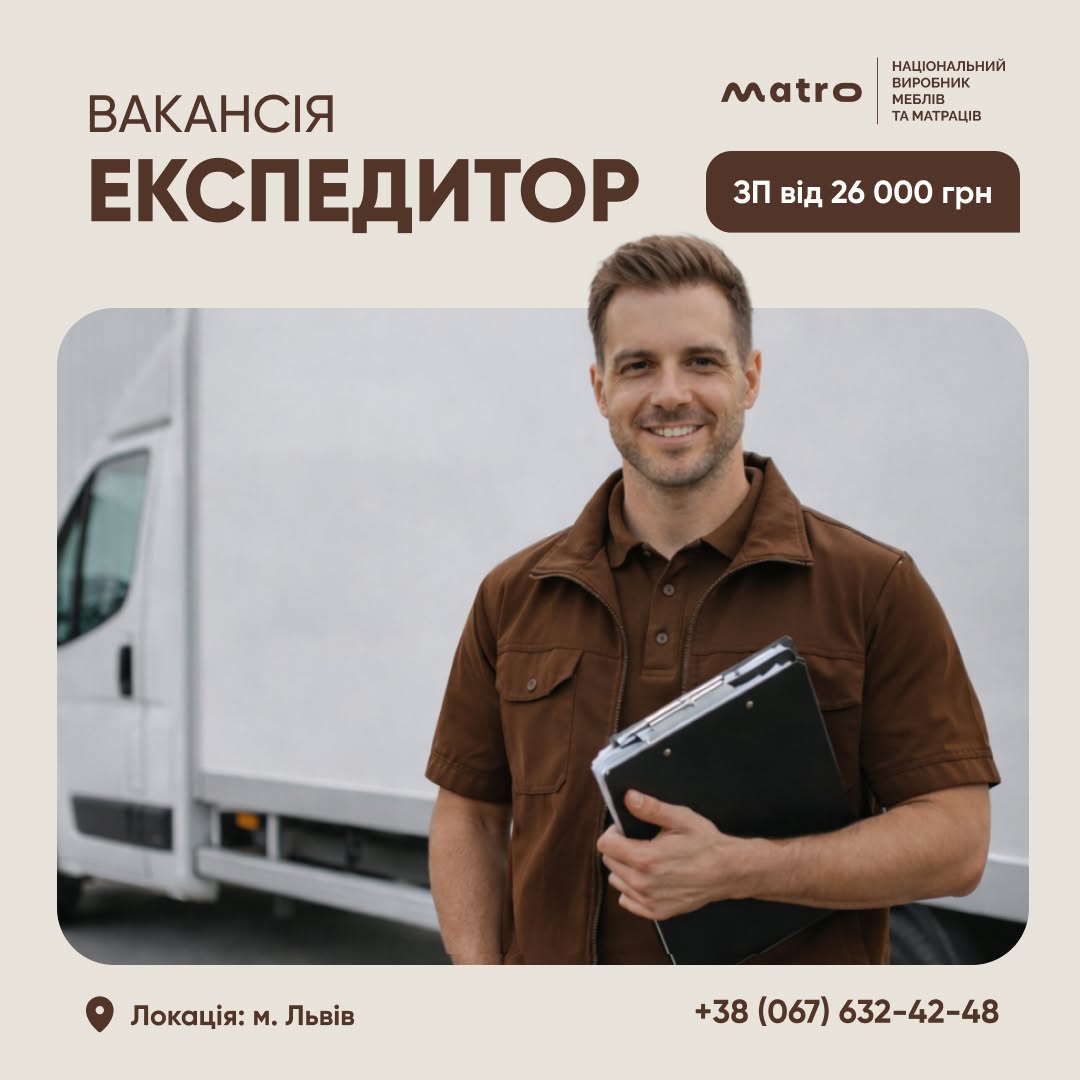 ВАКАНСІЯ
ЕКСПЕДИТОР
matro
НАЦІОНАЛЬНИЙ
ВИРОБНИК
МЕБЛІВ
ТА МАТРАЦІВ
ЗП від 26 000 грн
Локація: м. Львів
+38 (067) 632-42-48